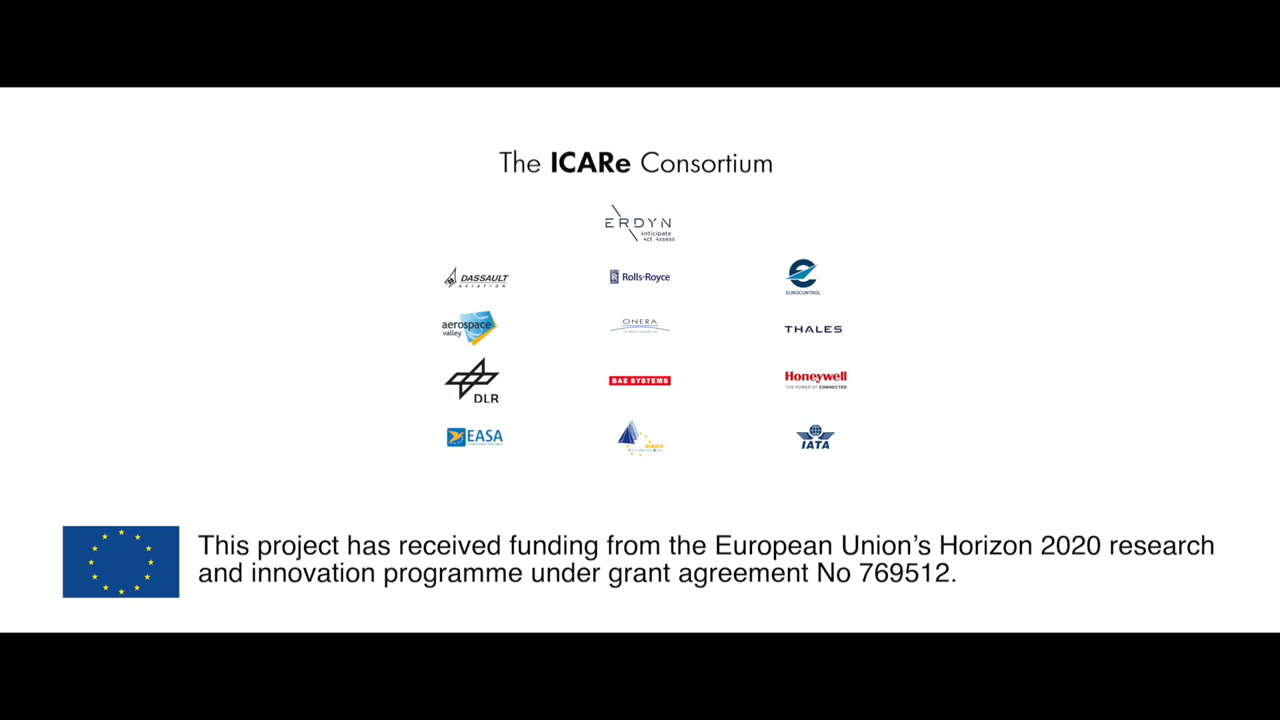 The ICARe Consortium
ERDYN
Anticipate
Act Assess
DASSAULT
AVIATION
Rolls-Royce
EUROCONTROL
aerospace
valley
ONERA
THALES
DLR
BAE SYSTEMS
Honeywell
THE POWER OF CONNECTED
EASA
easn
IATA
This project has received funding from the European Union’s Horizon 2020 research
and innovation programme under grant agreement No 769512.